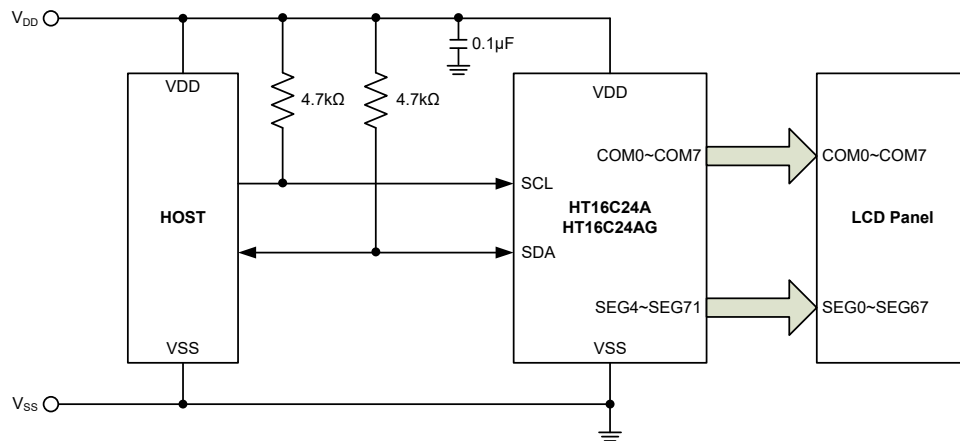 VDD
0.1µF
VDD
4.7kΩ
4.7kΩ
VDD
COM0~COM7
COM0~COM7
SCL
HOST
HT16C24A
HT16C24AG
LCD Panel
SDA
SEG4~SEG71
SEG0~SEG67
VSS
VSS
VSS